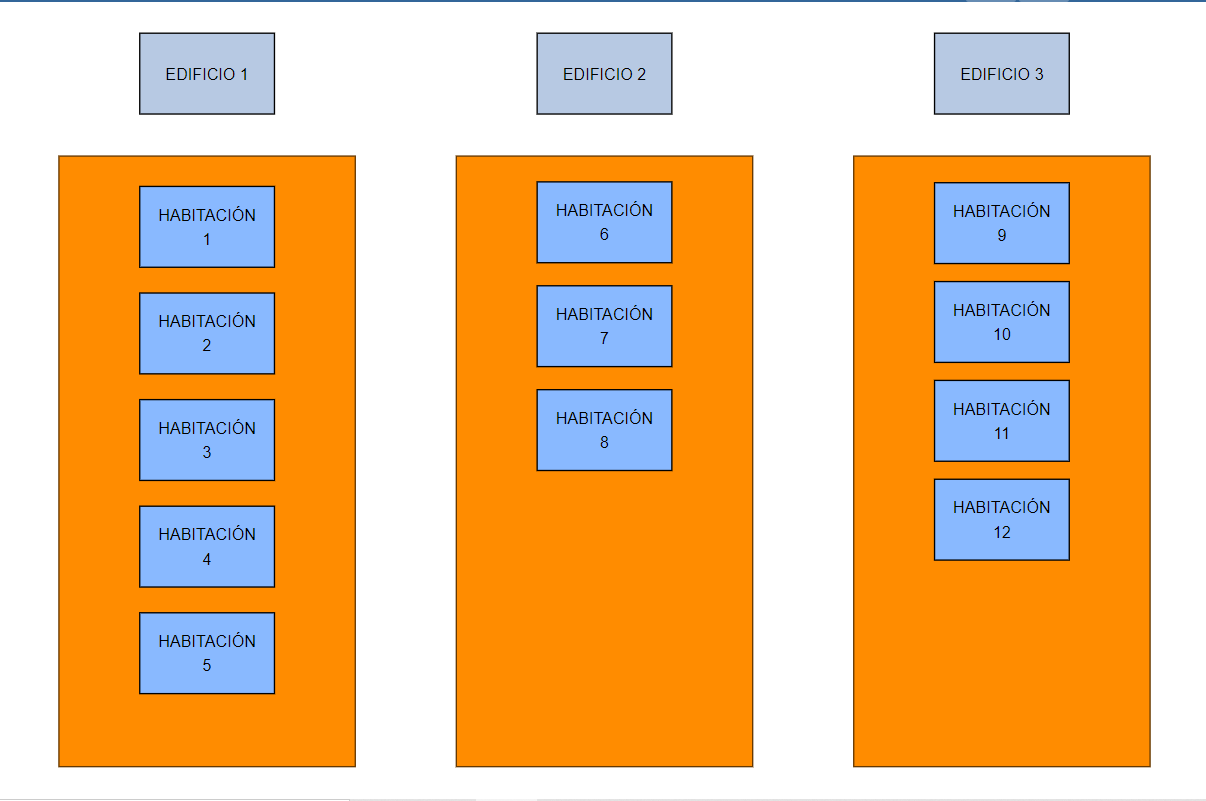 EDIFICIO 1
EDIFICIO 2
EDIFICIO 3
HABITACIÓN
1
HABITACIÓN
2
HABITACIÓN
3
HABITACIÓN
4
HABITACIÓN
5
HABITACIÓN
6
HABITACIÓN
7
HABITACIÓN
8
HABITACIÓN
9
HABITACIÓN
10
HABITACIÓN
11
HABITACIÓN
12